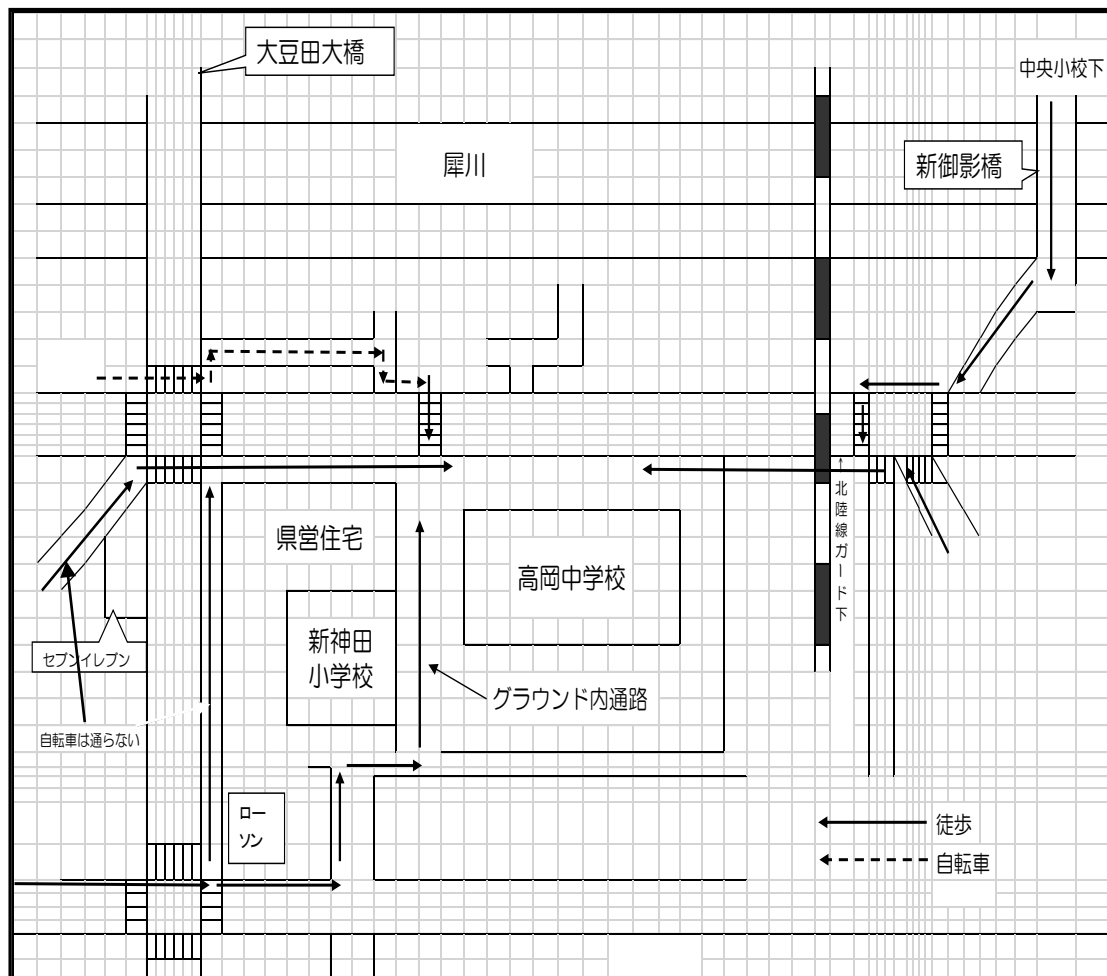 大豆田大橋
中央小校下
犀川
新御影橋
県営住宅
高岡中学校
←北陸線ガード下
新神田
小学校
セブンイレブン
グラウンド内通路
自転車は通らない
ロー
ソン
徒歩
自転車